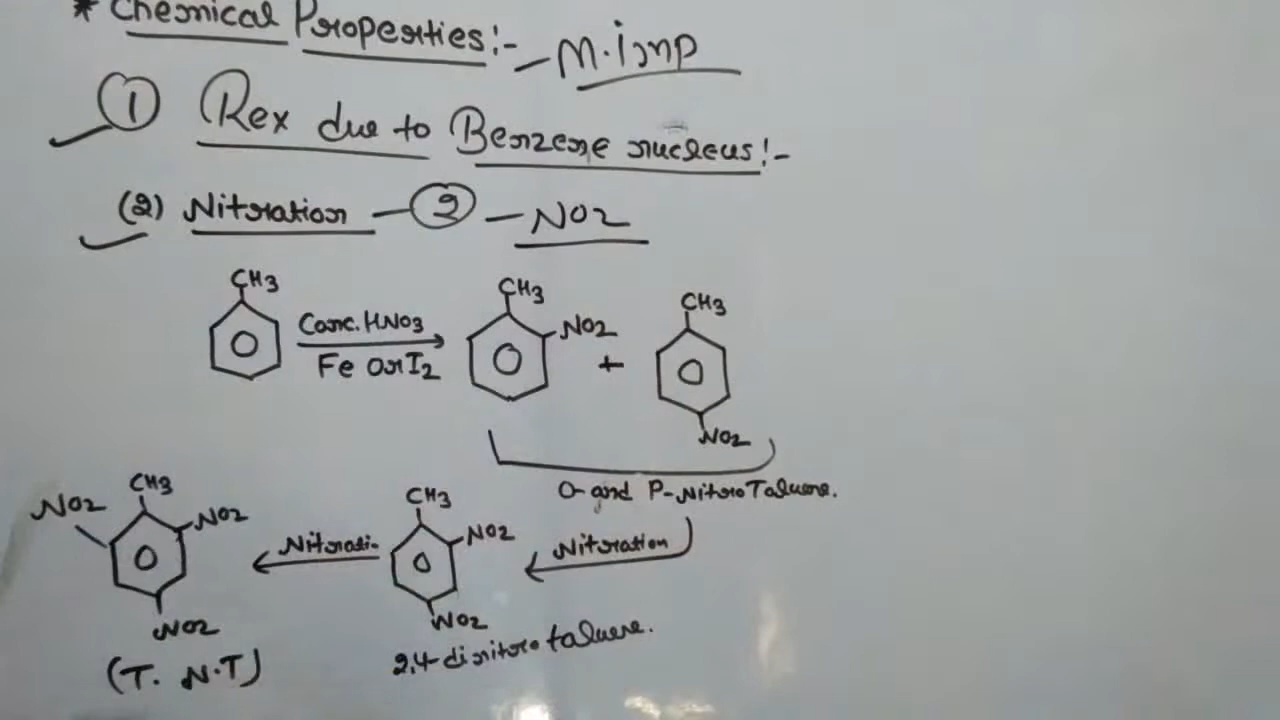 * Chemical Properties:- - M.Imp
① Rex due to Benzene nucleus:-
(2) Nitration - ② - NO2
CH3
Conc. HNO3
Fe Or I2
CH3
NO2
+
CH3
NO2
O- and P-Nitro Taluene.
Nitration
CH3
NO2
NO2
2,4-dinitro taluene.
Nitrati-
CH3
NO2
NO2
NO2
(T. N.T)